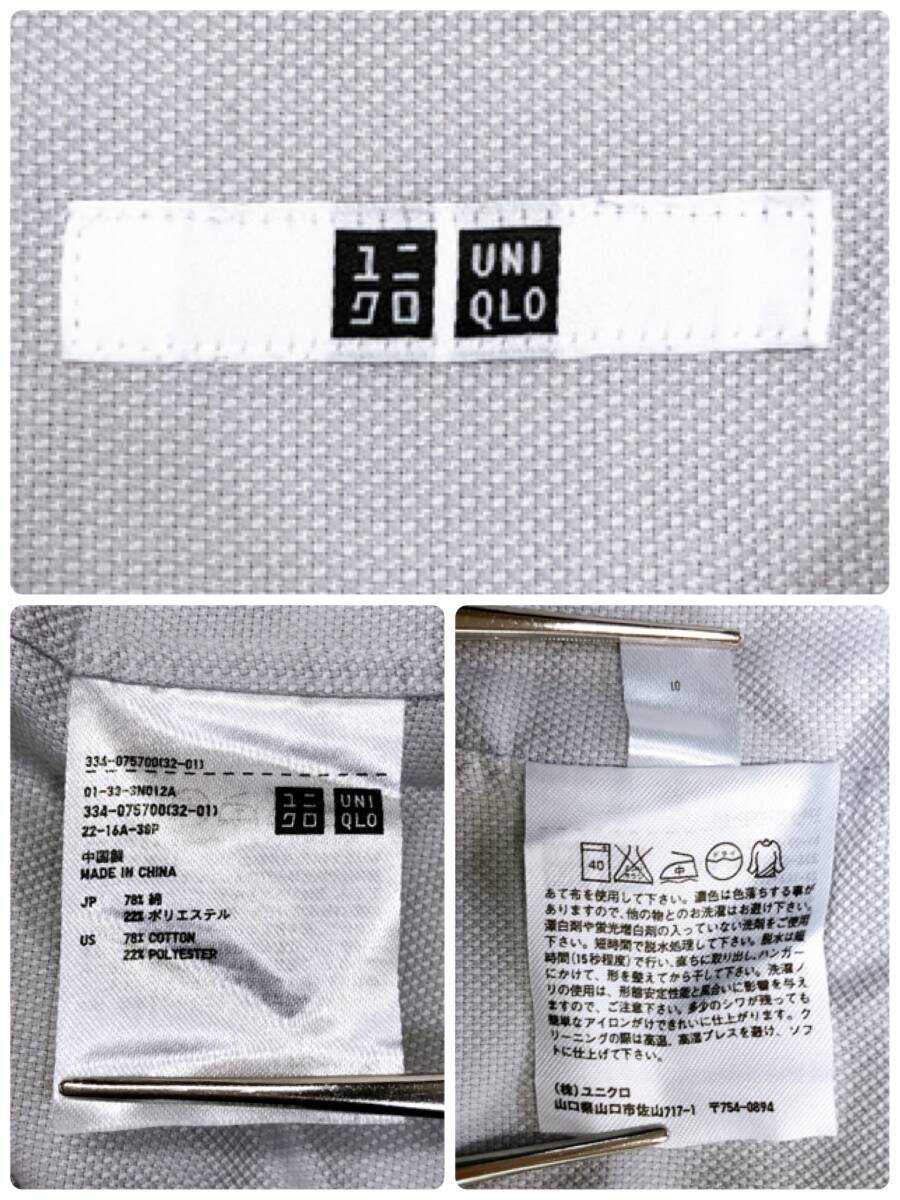 ユニ
クロ
UNI
QLO
334-075700(32-01)
01-33-3N012A
334-075700(32-01)
22-16A-38P
ユニ
クロ
UNI
QLO
中国製
MADE IN CHINA
JP 78% 綿
22% ポリエステル
US 78% COTTON
22% POLYESTER
40
中
ドライ
あて布を使用して下さい。濃色は色落ちする事が
ありますので、他の物とのお洗濯はお避け下さい。
漂白剤や蛍光増白剤の入っていない洗剤をご使用
下さい。短時間で脱水処理して下さい。脱水は短
時間(15秒程度)で行い、直ちに取り出し、ハンガー
にかけて、形を整えてから干して下さい。洗濯ノ
リの使用は、形態安定性能と風合いに影響を与え
ますので、ご注意下さい。多少のシワが残っても
簡単なアイロンがけできれいに仕上がります。ク
リーニングの際は高温、高湿プレスを避け、ソフ
トに仕上げて下さい。
(株)ユニクロ
山口県山口市佐山717-1 〒754-0894